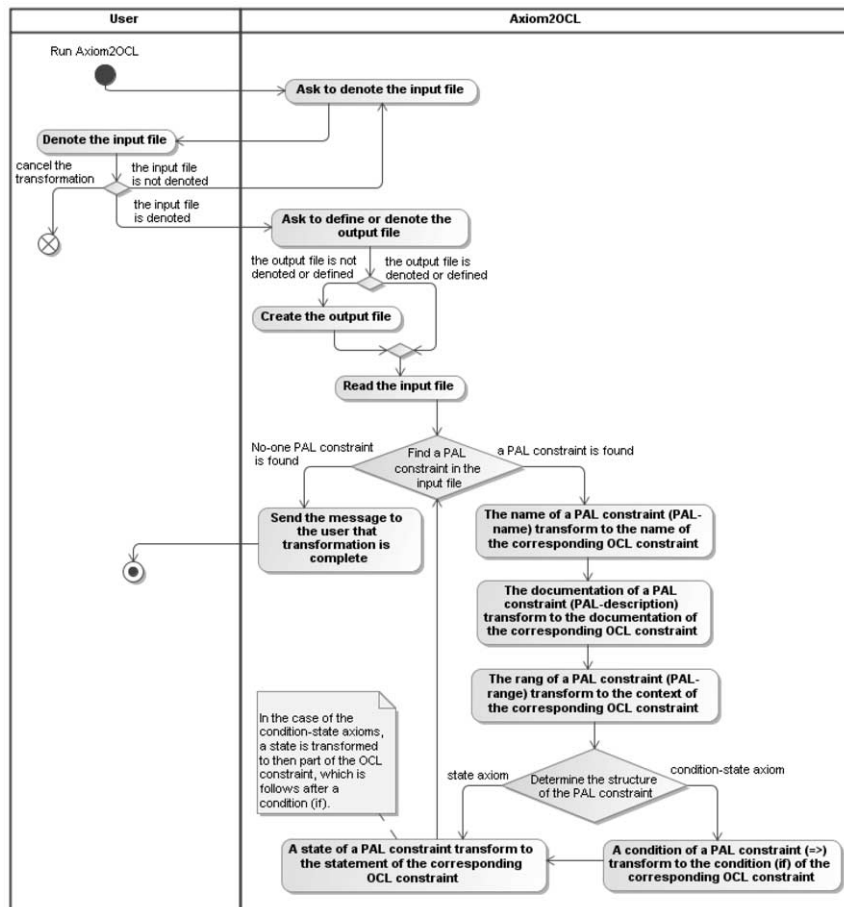 User
Axiom2OCL
Run Axiom2OCL
Ask to denote the input file
Denote the input file
cancel the
transformation
the input file
is not denoted
the input file
is denoted
Ask to define or denote the
output file
the output file is not
denoted or defined
the output file is
denoted or defined
Create the output file
Read the input file
No-one PAL constraint
is found
Find a PAL
constraint in the
input file
a PAL constraint is found
Send the message to
the user that
transformation is
complete
The name of a PAL constraint (PAL-
name) transform to the name of
the corresponding OCL constraint
The documentation of a PAL
constraint (PAL-description)
transform to the documentation of
the corresponding OCL constraint
The rang of a PAL constraint (PAL-
range) transform to the context of
the corresponding OCL constraint
In the case of the
condition-state axioms,
a state is transformed
to then part of the OCL
constraint, which is
follows after a
condition (if).
state axiom
Determine the structure
of the PAL constraint
condition-state axiom
A state of a PAL constraint transform to
the statement of the corresponding
OCL constraint
A condition of a PAL constraint (=>)
transform to the condition (if) of the
corresponding OCL constraint